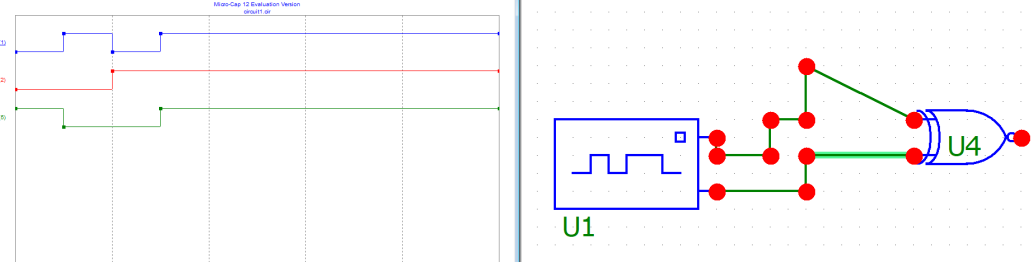 Micro-Cap 12 Evaluation Version
circuit1.cir
U4
U1